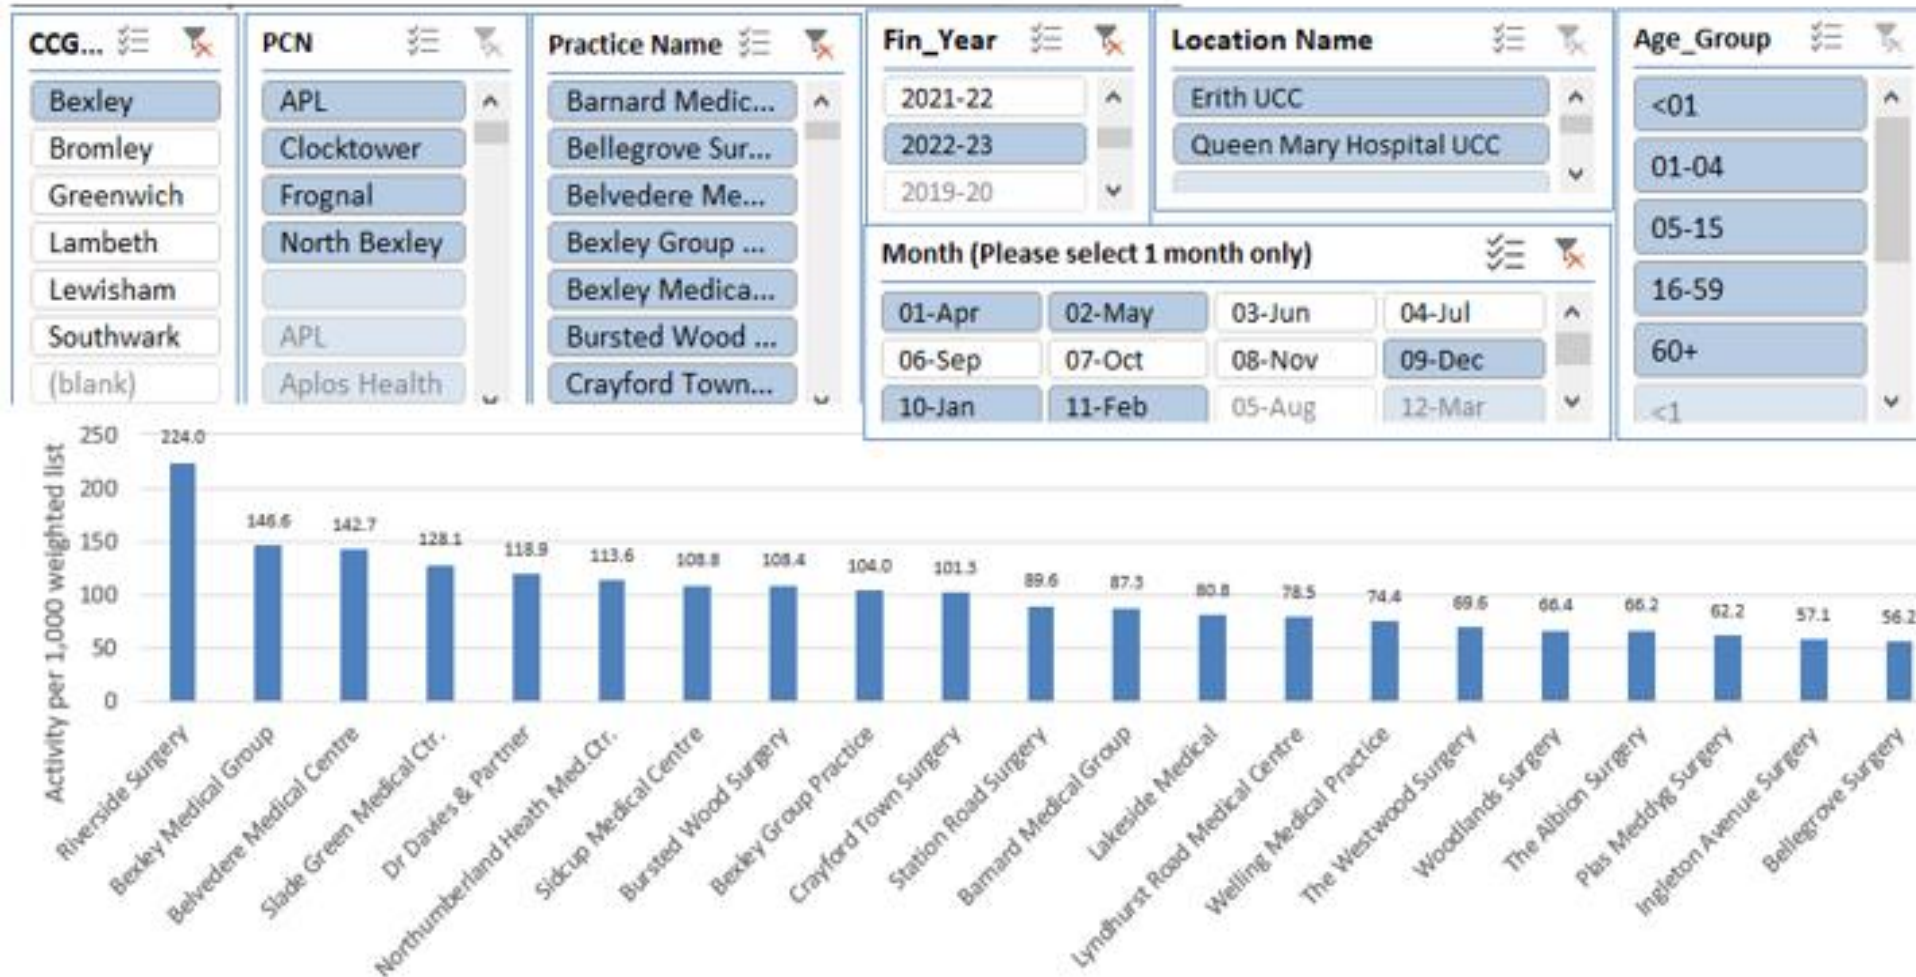 CCG...
Bexley
Bromley
Greenwich
Lambeth
Lewisham
Southwark
(blank)
PCN
APL
Clocktower
Frognal
North Bexley
APL
Aplos Health
Practice Name
Barnard Medic...
Bellegrove Sur...
Belvedere Me...
Bexley Group ...
Bexley Medica...
Bursted Wood ...
Crayford Town...
Fin_Year
2021-22
2022-23
2019-20
Location Name
Erith UCC
Queen Mary Hospital UCC
Age_Group
<01
01-04
05-15
16-59
60+
<1
Month (Please select 1 month only)
01-Apr 02-May 03-Jun 04-Jul
06-Sep 07-Oct 08-Nov 09-Dec
10-Jan 11-Feb 05-Aug 12-Mar
Activity per 1,000 weighted list
250
200
150
100
50
0
224.0 146.6 142.7 128.1 118.9 113.6 108.8 108.4 104.0 101.3 89.6 87.3 80.8 78.5 74.4 69.6 66.4 66.2 62.2 57.1 56.2
Riverside Surgery
Bexley Medical Group
Belvedere Medical Centre
Slade Green Medical Ctr.
Dr Davies & Partner
Northumberland Heath Med.Ctr.
Sidcup Medical Centre
Bursted Wood Surgery
Bexley Group Practice
Crayford Town Surgery
Station Road Surgery
Barnard Medical Group
Lakeside Medical
Lyndhurst Road Medical Centre
Welling Medical Practice
The Westwood Surgery
Woodlands Surgery
The Albion Surgery
Plas Meddyg Surgery
Ingleton Avenue Surgery
Bellegrove Surgery